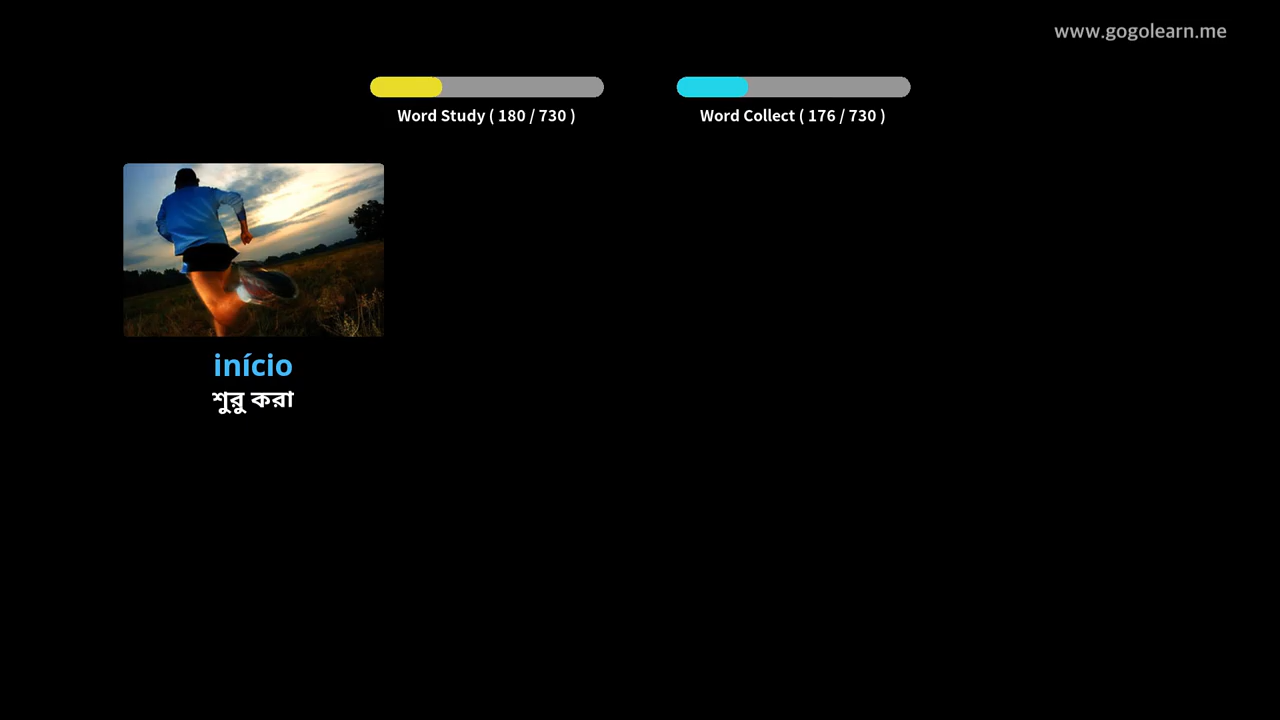 www.gogolearn.me
Word Study ( 180 / 730 )
Word Collect ( 176 / 730 )
início
শুরু করা